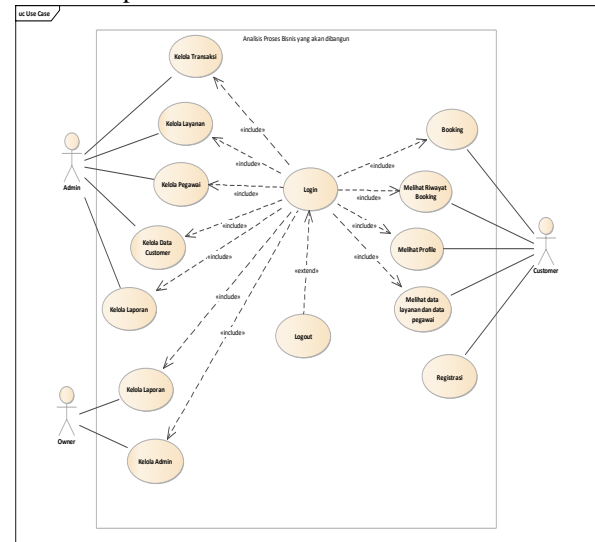 uc Use Case
Analisis Proses Bisnis yang akan dibangun
Kelola Transaksi
Kelola Layanan
«include»
Booking
«include»
«include»
Admin
Kelola Pegawai
«include»
Login
«include»
Melihat Riwayat
Booking
«include»
«include»
Kelola Data
Customer
Melihat Profile
Customer
«include»
«include»
«extend»
Kelola Laporan
«include»
Melihat data
layanan dan data
pegawai
«include»
Logout
Registrasi
Kelola Laporan
Owner
Kelola Admin